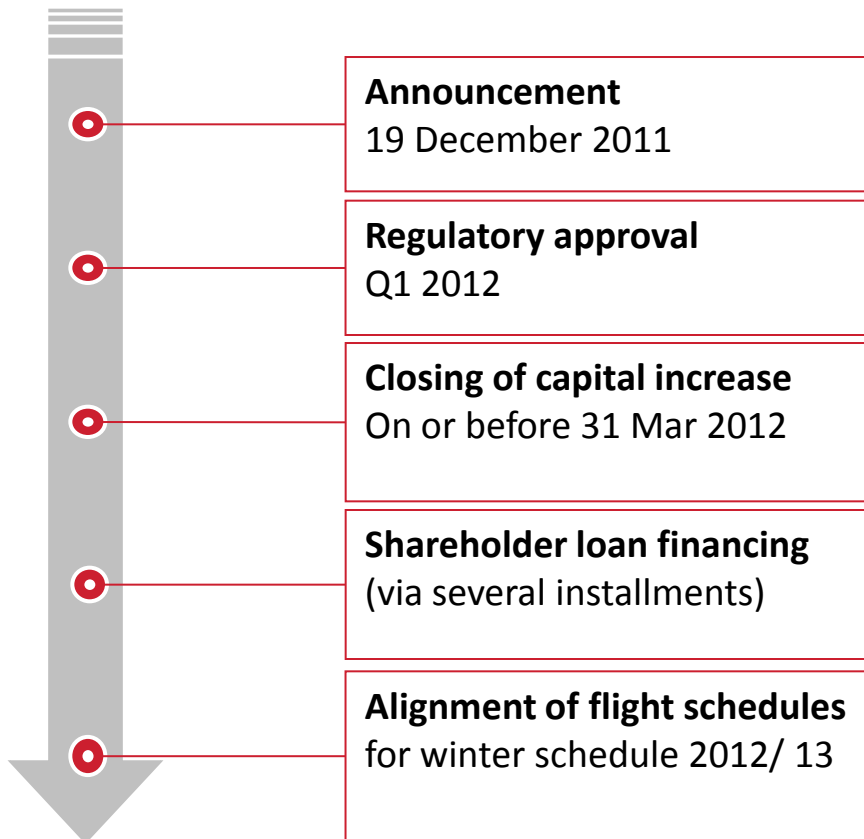 Announcement
19 December 2011
Regulatory approval
Q1 2012
Closing of capital increase
On or before 31 Mar 2012
Shareholder loan financing
(via several installments)
Alignment of flight schedules
for winter schedule 2012/ 13